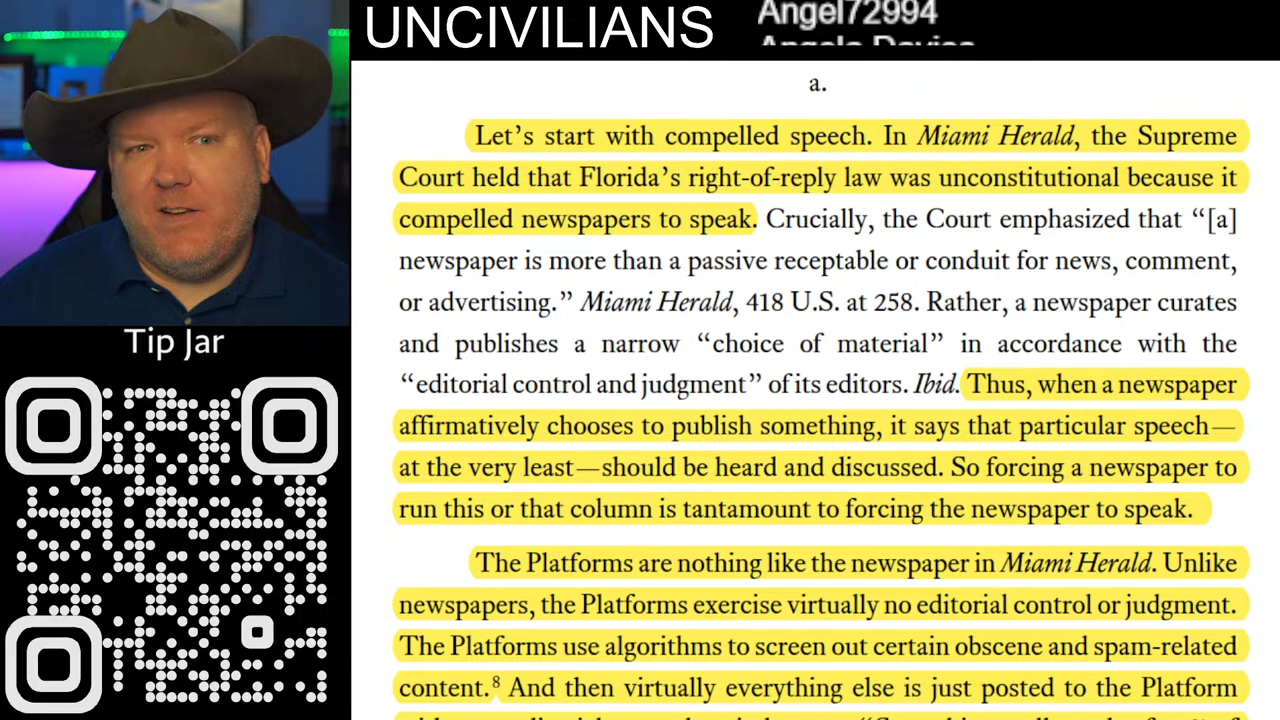 UNCIVILIANS
Angel72994
Angela Davies
Tip Jar
a.
Let’s start with compelled speech. In Miami Herald, the Supreme
Court held that Florida’s right-of-reply law was unconstitutional because it
compelled newspapers to speak. Crucially, the Court emphasized that “[a]
newspaper is more than a passive receptable or conduit for news, comment,
or advertising.” Miami Herald, 418 U.S. at 258. Rather, a newspaper curates
and publishes a narrow “choice of material” in accordance with the
“editorial control and judgment” of its editors. Ibid. Thus, when a newspaper
affirmatively chooses to publish something, it says that particular speech—
at the very least—should be heard and discussed. So forcing a newspaper to
run this or that column is tantamount to forcing the newspaper to speak.
The Platforms are nothing like the newspaper in Miami Herald. Unlike
newspapers, the Platforms exercise virtually no editorial control or judgment.
The Platforms use algorithms to screen out certain obscene and spam-related
content.⁸ And then virtually everything else is just posted to the Platform